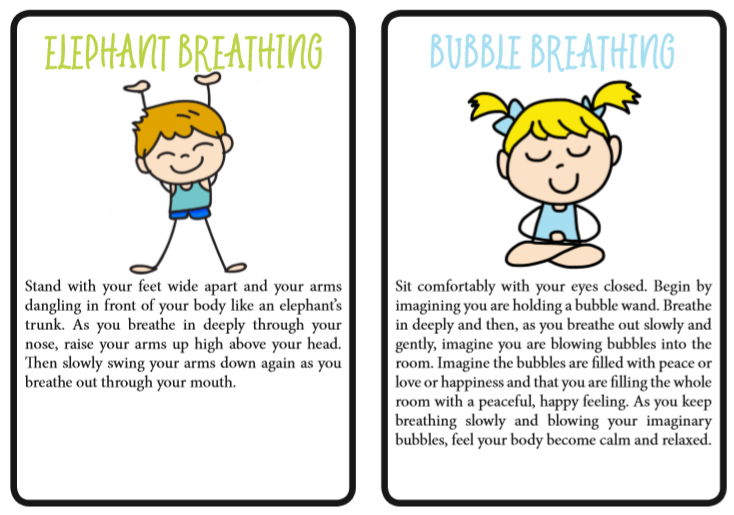 ELEPHANT BREATHING
Stand with your feet wide apart and your arms
dangling in front of your body like an elephant's
trunk. As you breathe in deeply through your
nose, raise your arms up high above your head.
Then slowly swing your arms down again as you
breathe out through your mouth.
BUBBLE BREATHING
Sit comfortably with your eyes closed. Begin by
imagining you are holding a bubble wand. Breathe
in deeply and then, as you breathe out slowly and
gently, imagine you are blowing bubbles into the
room. Imagine the bubbles are filled with peace or
love or happiness and that you are filling the whole
room with a peaceful, happy feeling. As you keep
breathing slowly and blowing your imaginary
bubbles, feel your body become calm and relaxed.